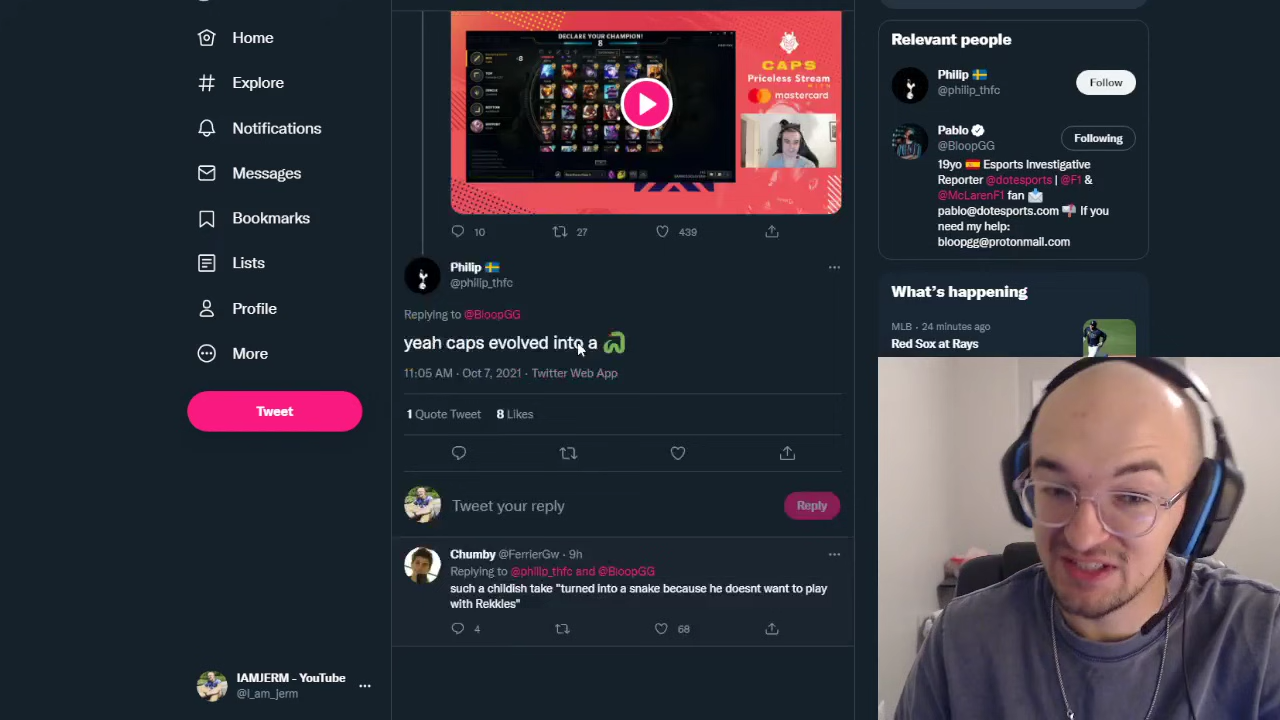 Home
Explore
Notifications
Messages
Bookmarks
Lists
Profile
More
Tweet
IAMJERM - YouTube
@I_am_jerm
DECLARE YOUR CHAMPION!
8
CAPS
Priceless Stream
WITH
mastercard
10
27
439
Philip 🇸🇪
@philip_thfc
Replying to @BloopGG
yeah caps evolved into a 🐍
11:05 AM · Oct 7, 2021 · Twitter Web App
1 Quote Tweet 8 Likes
Tweet your reply
Reply
Chumby @FerrierGw · 9h
Replying to @philip_thfc and @BloopGG
such a childish take "turned into a snake because he doesnt want to play
with Rekkles"
4
68
Relevant people
Philip 🇸🇪
@philip_thfc
Follow
Pablo
@BloopGG
Following
19yo 🇪🇸 Esports Investigative
Reporter @dotesports | @F1 &
@McLarenF1 fan 📩
pablo@dotesports.com 📬 If you
need my help:
bloopgg@protonmail.com
What's happening
MLB · 24 minutes ago
Red Sox at Rays